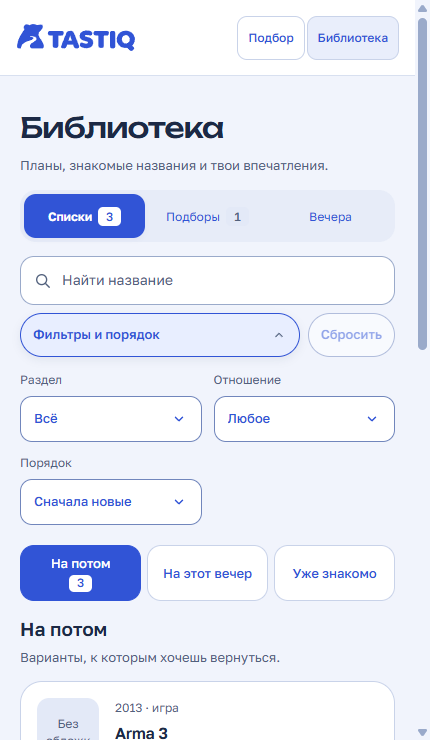 TASTIQ
Подбор
Библиотека
Библиотека
Планы, знакомые названия и твои впечатления.
Списки 3
Подборы 1
Вечера
Найти название
Фильтры и порядок
Сбросить
Раздел
Отношение
Всё
Любое
Порядок
Сначала новые
На потом
3
На этот вечер
Уже знакомо
На потом
Варианты, к которым хочешь вернуться.
2013 · игра
Без
Arma 3